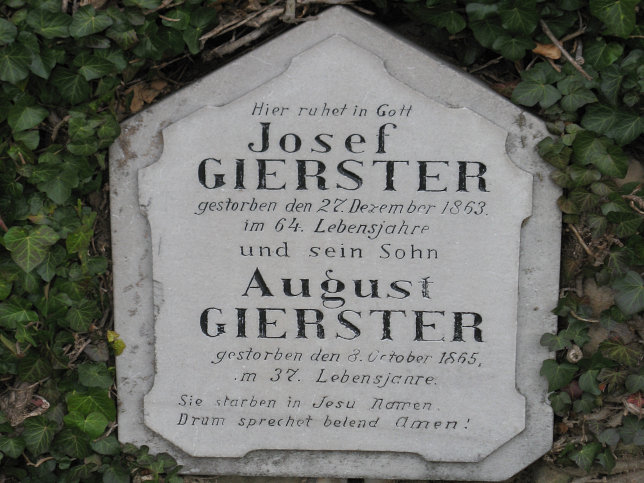 Hier ruhet in Gott
Josef
GIERSTER
gestorben den 27. Dezember 1863.
im 64. Lebensjahre
und sein Sohn
August
GIERSTER
gestorben den 8. October 1865,
im 37. Lebensjahre.
Sie starben in Jesu Namen.
Drum sprechet betend Amen!